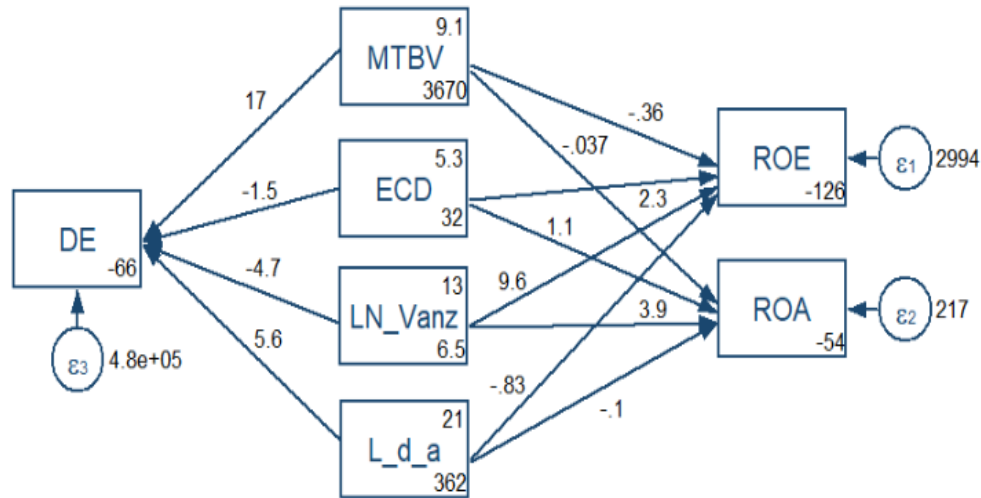 9.1
MTBV
3670
17
-.36
-.037
ROE
-126
ε1
2994
5.3
ECD
32
-1.5
2.3
1.1
DE
-66
ε3
4.8e+05
13
LN_Vanz
6.5
-4.7
9.6
3.9
ROA
-54
ε2
217
5.6
-.83
-.1
21
L_d_a
362